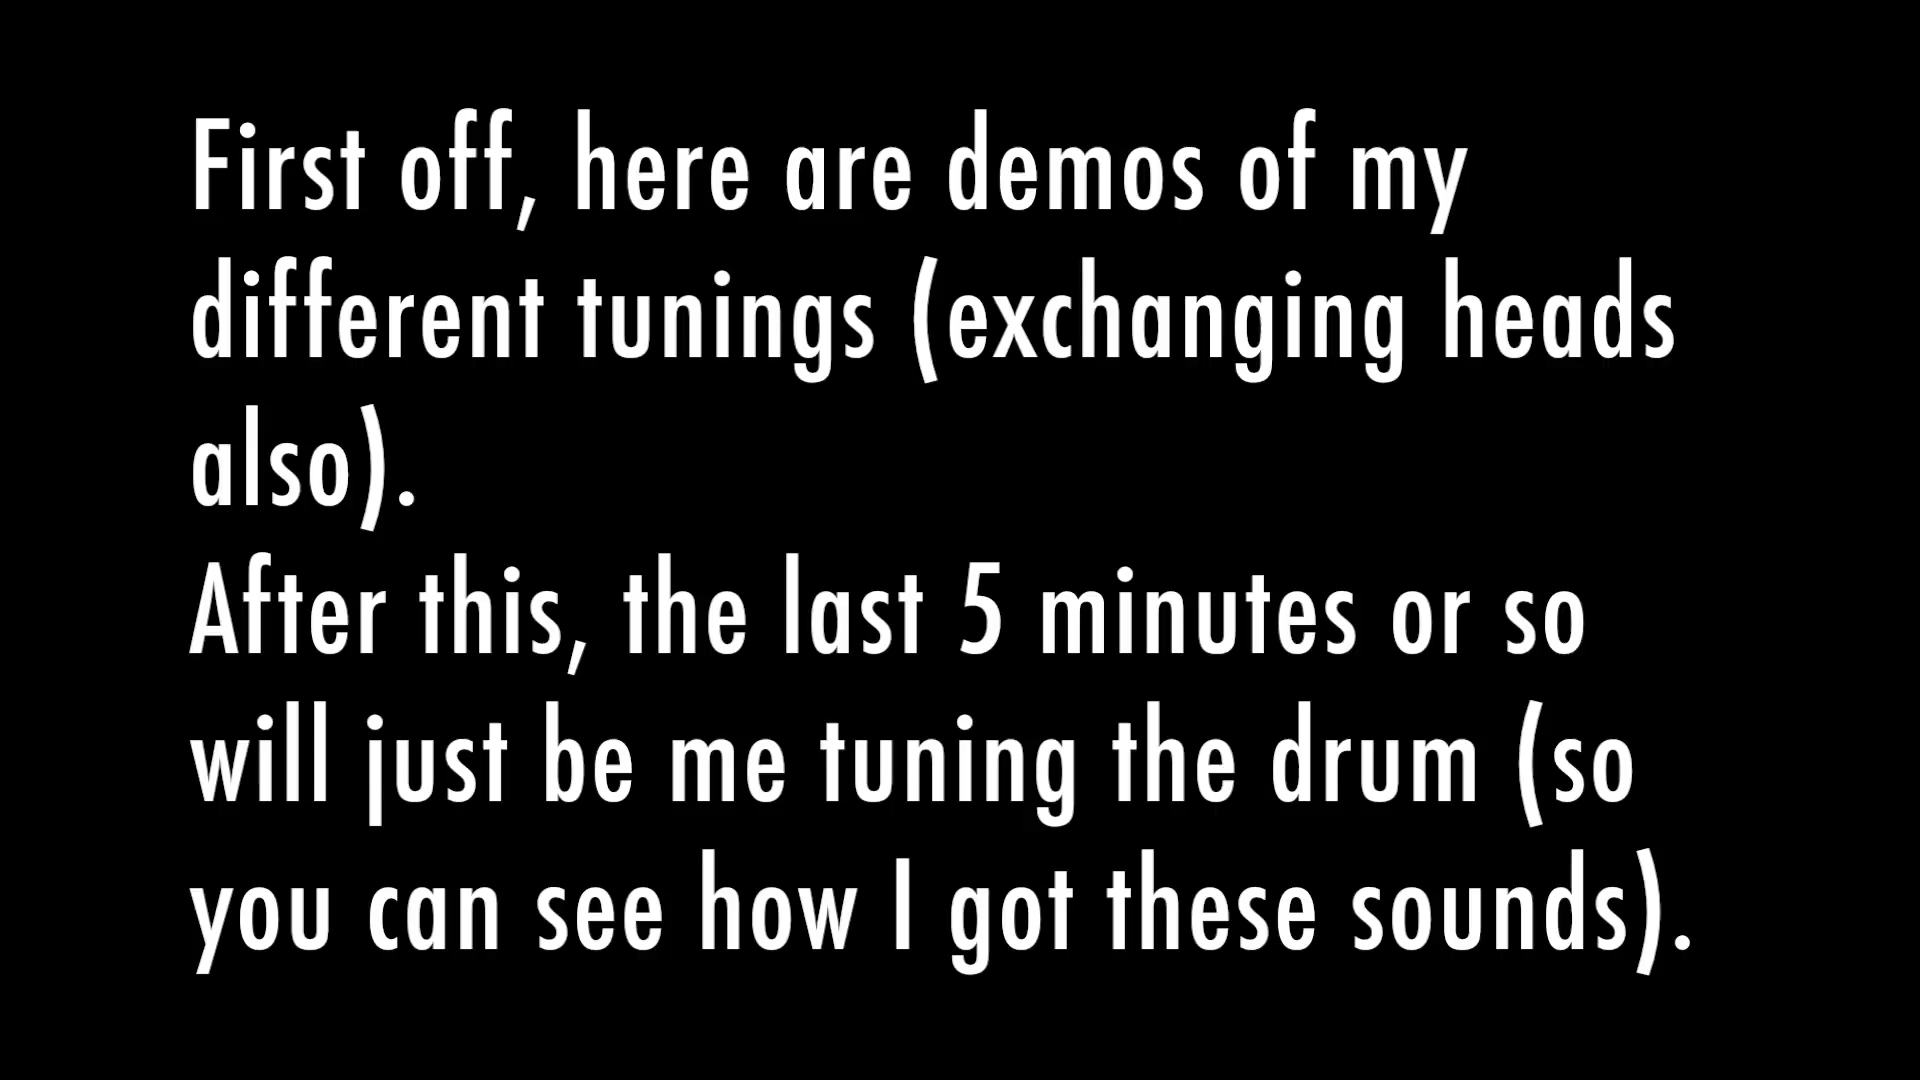 First off, here are demos of my
different tunings (exchanging heads
also).
After this, the last 5 minutes or so
will just be me tuning the drum (so
you can see how I got these sounds).